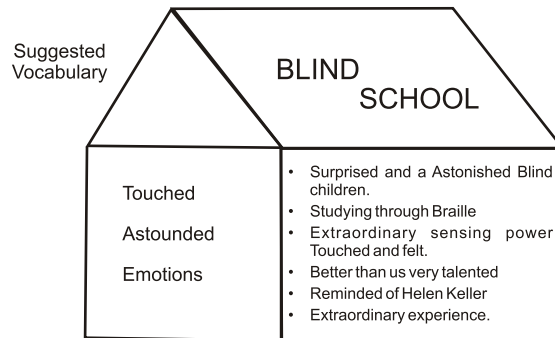 Suggested
Vocabulary
BLIND
SCHOOL
Touched
Astounded
Emotions
• Surprised and a Astonished Blind
children.
• Studying through Braille
• Extraordinary sensing power
Touched and felt.
• Better than us very talented
• Reminded of Helen Keller
• Extraordinary experience.